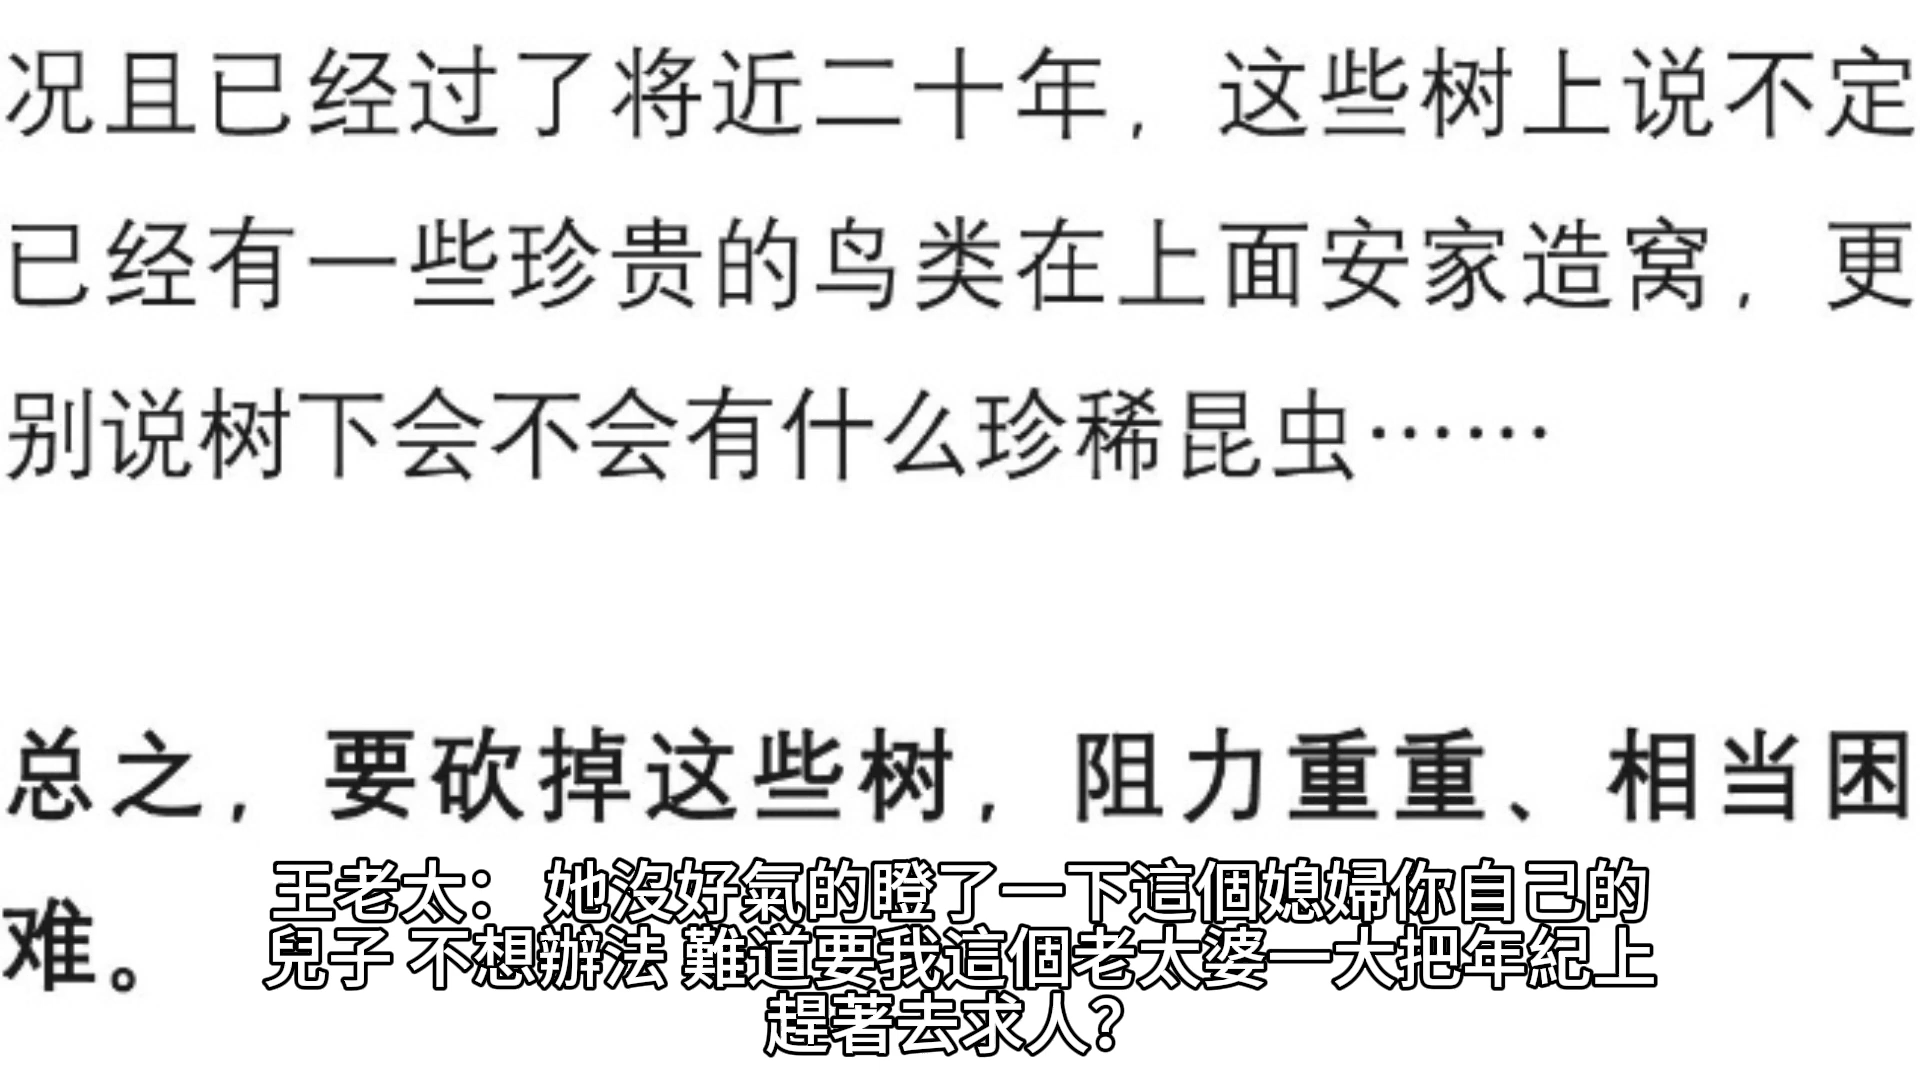 况且已经过了将近二十年，这些树上说不定
已经有一些珍贵的鸟类在上面安家造窝，更
别说树下会不会有什么珍稀昆虫……
总之，要砍掉这些树，阻力重重、相当困
难。
王老太： 她沒好氣的瞪了一下這個媳婦你自己的
兒子 不想辦法 難道要我這個老太婆一大把年紀上
趕著去求人？